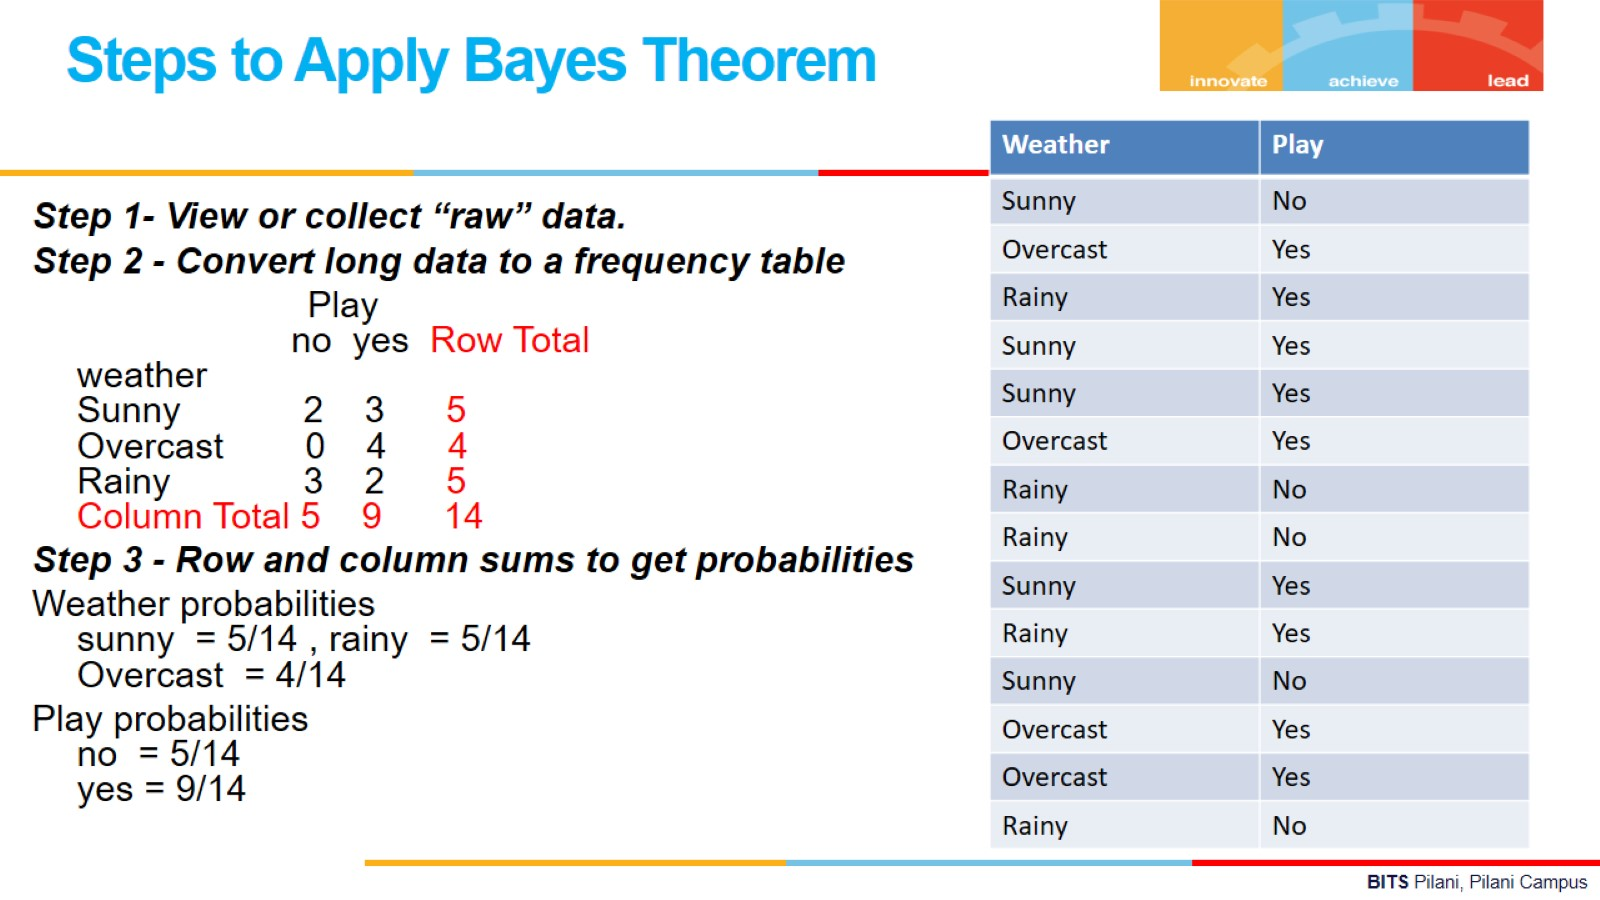 Steps to Apply Bayes Theorem
innovate achieve lead
Step 1- View or collect “raw” data.
Step 2 - Convert long data to a frequency table
Play
no yes Row Total
weather
Sunny 2 3 5
Overcast 0 4 4
Rainy 3 2 5
Column Total 5 9 14
Step 3 - Row and column sums to get probabilities
Weather probabilities
sunny = 5/14 , rainy = 5/14
Overcast = 4/14
Play probabilities
no = 5/14
yes = 9/14
Weather Play
Sunny No
Overcast Yes
Rainy Yes
Sunny Yes
Sunny Yes
Overcast Yes
Rainy No
Rainy No
Sunny Yes
Rainy Yes
Sunny No
Overcast Yes
Overcast Yes
Rainy No
BITS Pilani, Pilani Campus